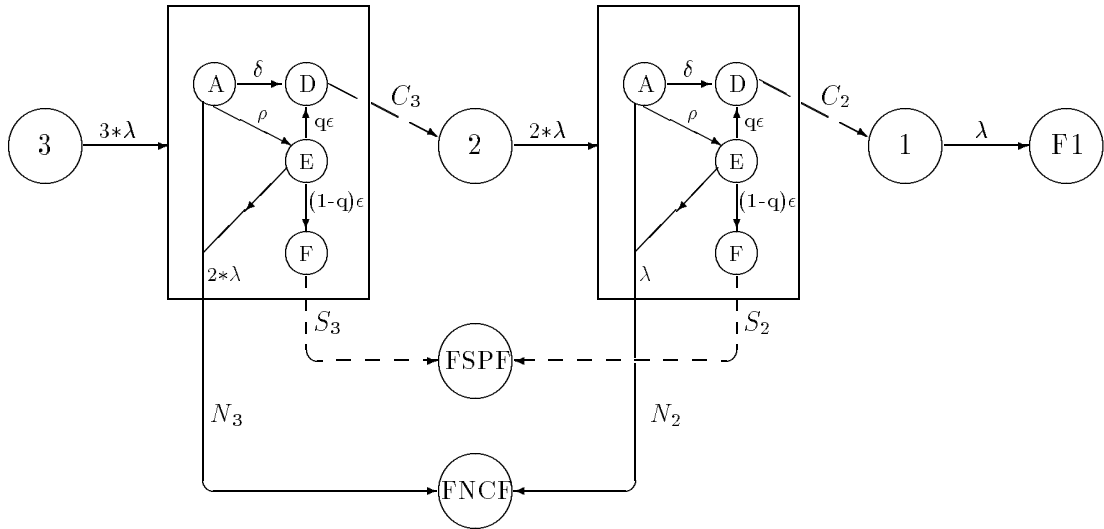 3
3*λ
A
δ
D
ρ
qϵ
E
(1-q)ϵ
F
2*λ
C₃
2
2*λ
A
δ
D
ρ
qϵ
E
(1-q)ϵ
F
λ
C₂
1
λ
F1
S₃
S₂
FSPF
N₃
N₂
FNCF